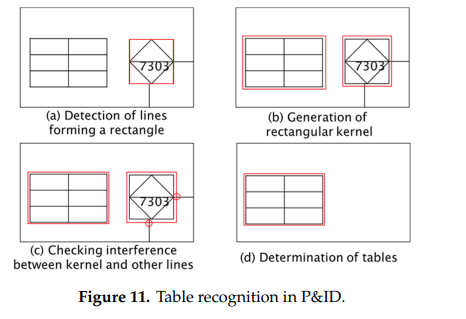 7303
7303
(a) Detection of lines
forming a rectangle
(b) Generation of
rectangular kernel
7303
(c) Checking interference
between kernel and other lines
(d) Determination of tables
Figure 11. Table recognition in P&ID.